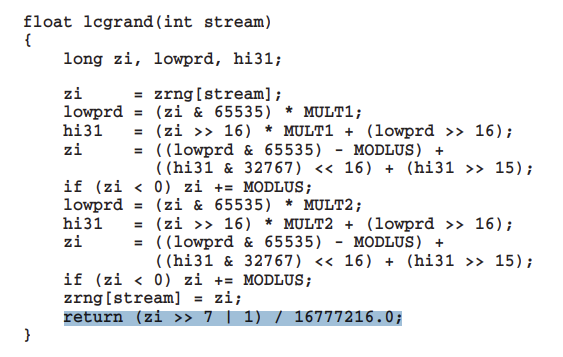 float lcgrand(int stream)
{
    long zi, lowprd, hi31;

    zi     = zrng[stream];
    lowprd = (zi & 65535) * MULT1;
    hi31   = (zi >> 16) * MULT1 + (lowprd >> 16);
    zi     = ((lowprd & 65535) - MODLUS) +
             ((hi31 & 32767) << 16) + (hi31 >> 15);
    if (zi < 0) zi += MODLUS;
    lowprd = (zi & 65535) * MULT2;
    hi31   = (zi >> 16) * MULT2 + (lowprd >> 16);
    zi     = ((lowprd & 65535) - MODLUS) +
             ((hi31 & 32767) << 16) + (hi31 >> 15);
    if (zi < 0) zi += MODLUS;
    zrng[stream] = zi;
    return (zi >> 7 | 1) / 16777216.0;
}